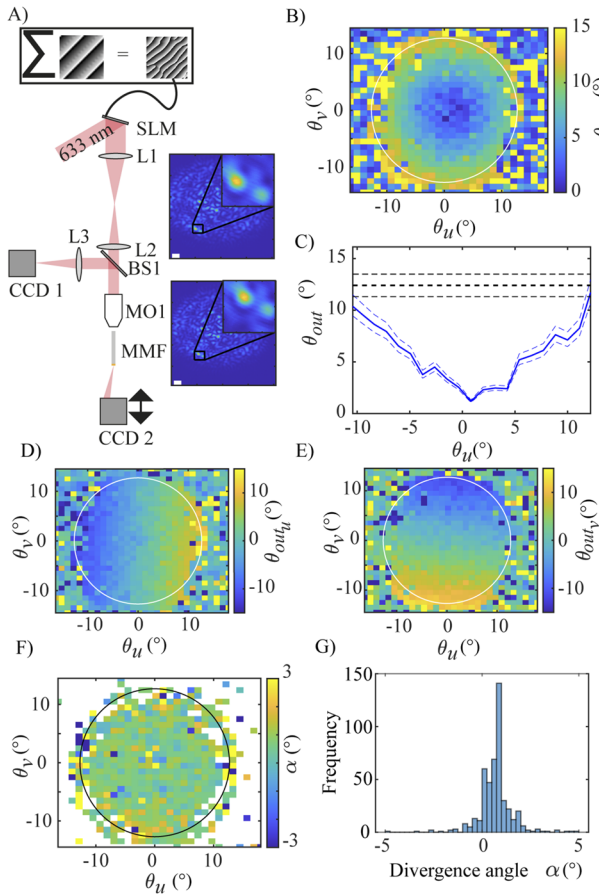 A)
=
SLM
633 nm
L1
L3
L2
BS1
CCD 1
MO1
MMF
CCD 2
B)
10
0
-10
θv (°)
-10 0 10
θu (°)
15
10
5
0
C)
15
10
5
0
θout (°)
-10 -5 0 5 10
θu (°)
D)
10
0
-10
θv (°)
-10 0 10
θu (°)
10
0
-10
θoutu (°)
E)
10
0
-10
θv (°)
-10 0 10
θu (°)
10
0
-10
θoutv (°)
F)
10
0
-10
θv (°)
-10 0 10
θu (°)
3
-3
α (°)
G)
150
100
50
0
Frequency
-5 0 5
Divergence angle α (°)